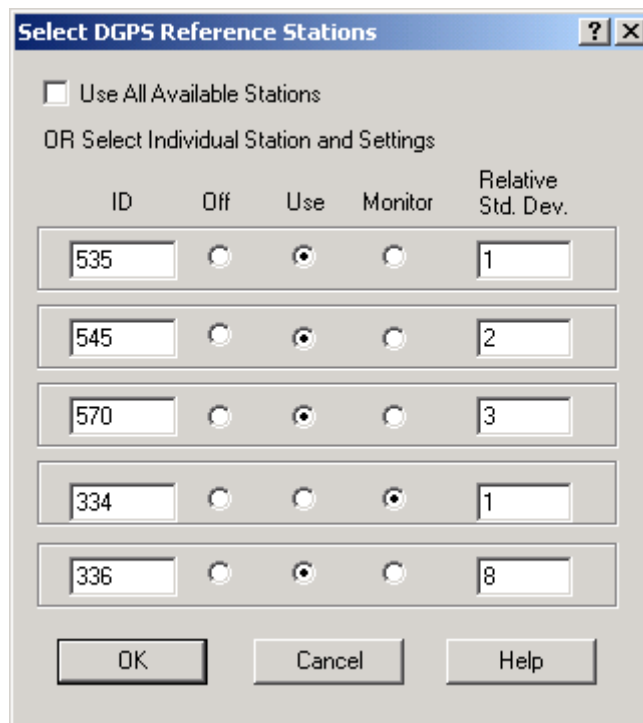 Select DGPS Reference Stations
Use All Available Stations
OR Select Individual Station and Settings
ID Off Use Monitor Relative Std. Dev.
535 1
545 2
570 3
334 1
336 8
OK Cancel Help